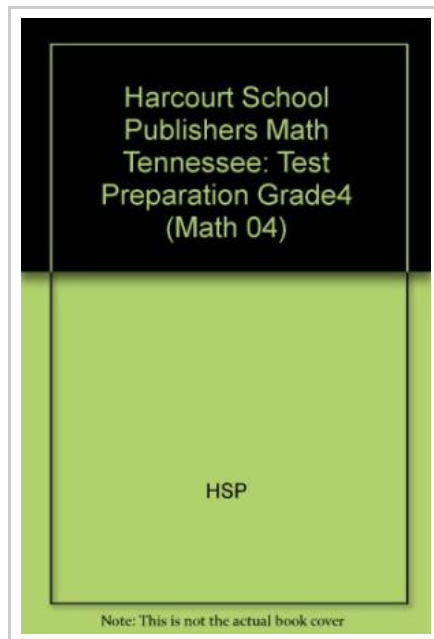 Harcourt School
Publishers Math
Tennessee: Test
Preparation Grade4
(Math 04)
HSP
Note: This is not the actual book cover